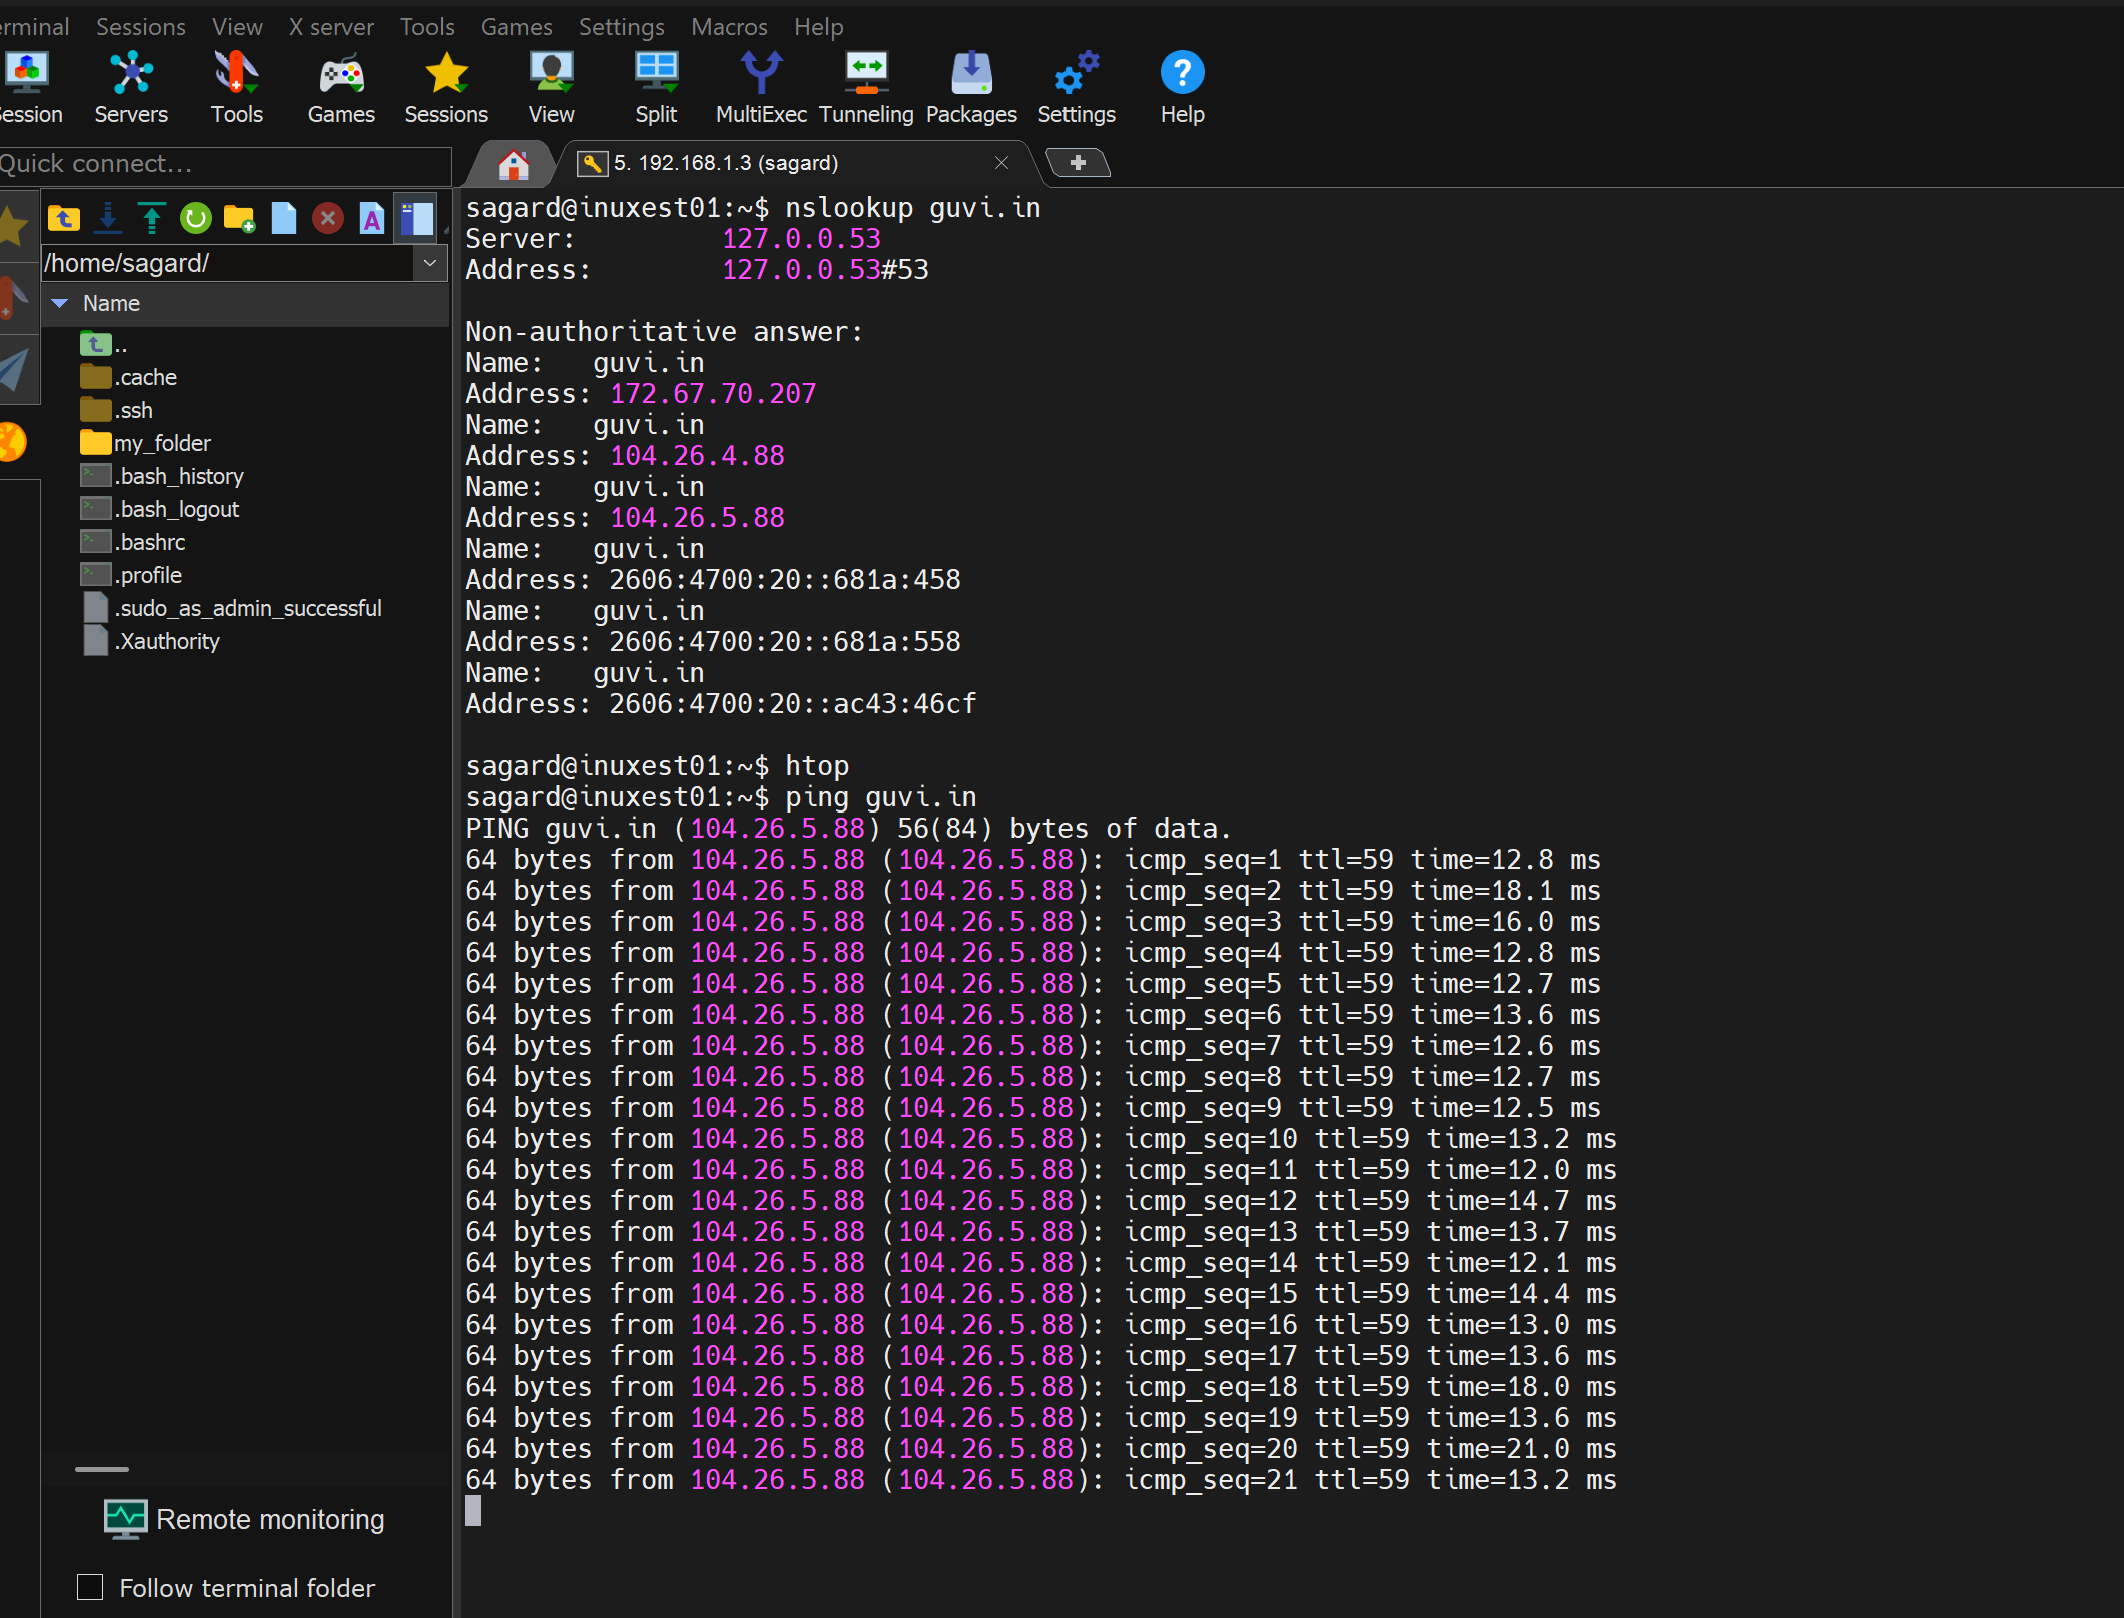 erminal Sessions View X server Tools Games Settings Macros Help
ession Servers Tools Games Sessions View Split MultiExec Tunneling Packages Settings Help
Quick connect...
5. 192.168.1.3 (sagard)
/home/sagard/
Name
..
.cache
.ssh
my_folder
.bash_history
.bash_logout
.bashrc
.profile
.sudo_as_admin_successful
.Xauthority
Remote monitoring
Follow terminal folder
sagard@inuxest01:~$ nslookup guvi.in
Server: 127.0.0.53
Address: 127.0.0.53#53
Non-authoritative answer:
Name: guvi.in
Address: 172.67.70.207
Name: guvi.in
Address: 104.26.4.88
Name: guvi.in
Address: 104.26.5.88
Name: guvi.in
Address: 2606:4700:20::681a:458
Name: guvi.in
Address: 2606:4700:20::681a:558
Name: guvi.in
Address: 2606:4700:20::ac43:46cf
sagard@inuxest01:~$ htop
sagard@inuxest01:~$ ping guvi.in
PING guvi.in (104.26.5.88) 56(84) bytes of data.
64 bytes from 104.26.5.88 (104.26.5.88): icmp_seq=1 ttl=59 time=12.8 ms
64 bytes from 104.26.5.88 (104.26.5.88): icmp_seq=2 ttl=59 time=18.1 ms
64 bytes from 104.26.5.88 (104.26.5.88): icmp_seq=3 ttl=59 time=16.0 ms
64 bytes from 104.26.5.88 (104.26.5.88): icmp_seq=4 ttl=59 time=12.8 ms
64 bytes from 104.26.5.88 (104.26.5.88): icmp_seq=5 ttl=59 time=12.7 ms
64 bytes from 104.26.5.88 (104.26.5.88): icmp_seq=6 ttl=59 time=13.6 ms
64 bytes from 104.26.5.88 (104.26.5.88): icmp_seq=7 ttl=59 time=12.6 ms
64 bytes from 104.26.5.88 (104.26.5.88): icmp_seq=8 ttl=59 time=12.7 ms
64 bytes from 104.26.5.88 (104.26.5.88): icmp_seq=9 ttl=59 time=12.5 ms
64 bytes from 104.26.5.88 (104.26.5.88): icmp_seq=10 ttl=59 time=13.2 ms
64 bytes from 104.26.5.88 (104.26.5.88): icmp_seq=11 ttl=59 time=12.0 ms
64 bytes from 104.26.5.88 (104.26.5.88): icmp_seq=12 ttl=59 time=14.7 ms
64 bytes from 104.26.5.88 (104.26.5.88): icmp_seq=13 ttl=59 time=13.7 ms
64 bytes from 104.26.5.88 (104.26.5.88): icmp_seq=14 ttl=59 time=12.1 ms
64 bytes from 104.26.5.88 (104.26.5.88): icmp_seq=15 ttl=59 time=14.4 ms
64 bytes from 104.26.5.88 (104.26.5.88): icmp_seq=16 ttl=59 time=13.0 ms
64 bytes from 104.26.5.88 (104.26.5.88): icmp_seq=17 ttl=59 time=13.6 ms
64 bytes from 104.26.5.88 (104.26.5.88): icmp_seq=18 ttl=59 time=18.0 ms
64 bytes from 104.26.5.88 (104.26.5.88): icmp_seq=19 ttl=59 time=13.6 ms
64 bytes from 104.26.5.88 (104.26.5.88): icmp_seq=20 ttl=59 time=21.0 ms
64 bytes from 104.26.5.88 (104.26.5.88): icmp_seq=21 ttl=59 time=13.2 ms